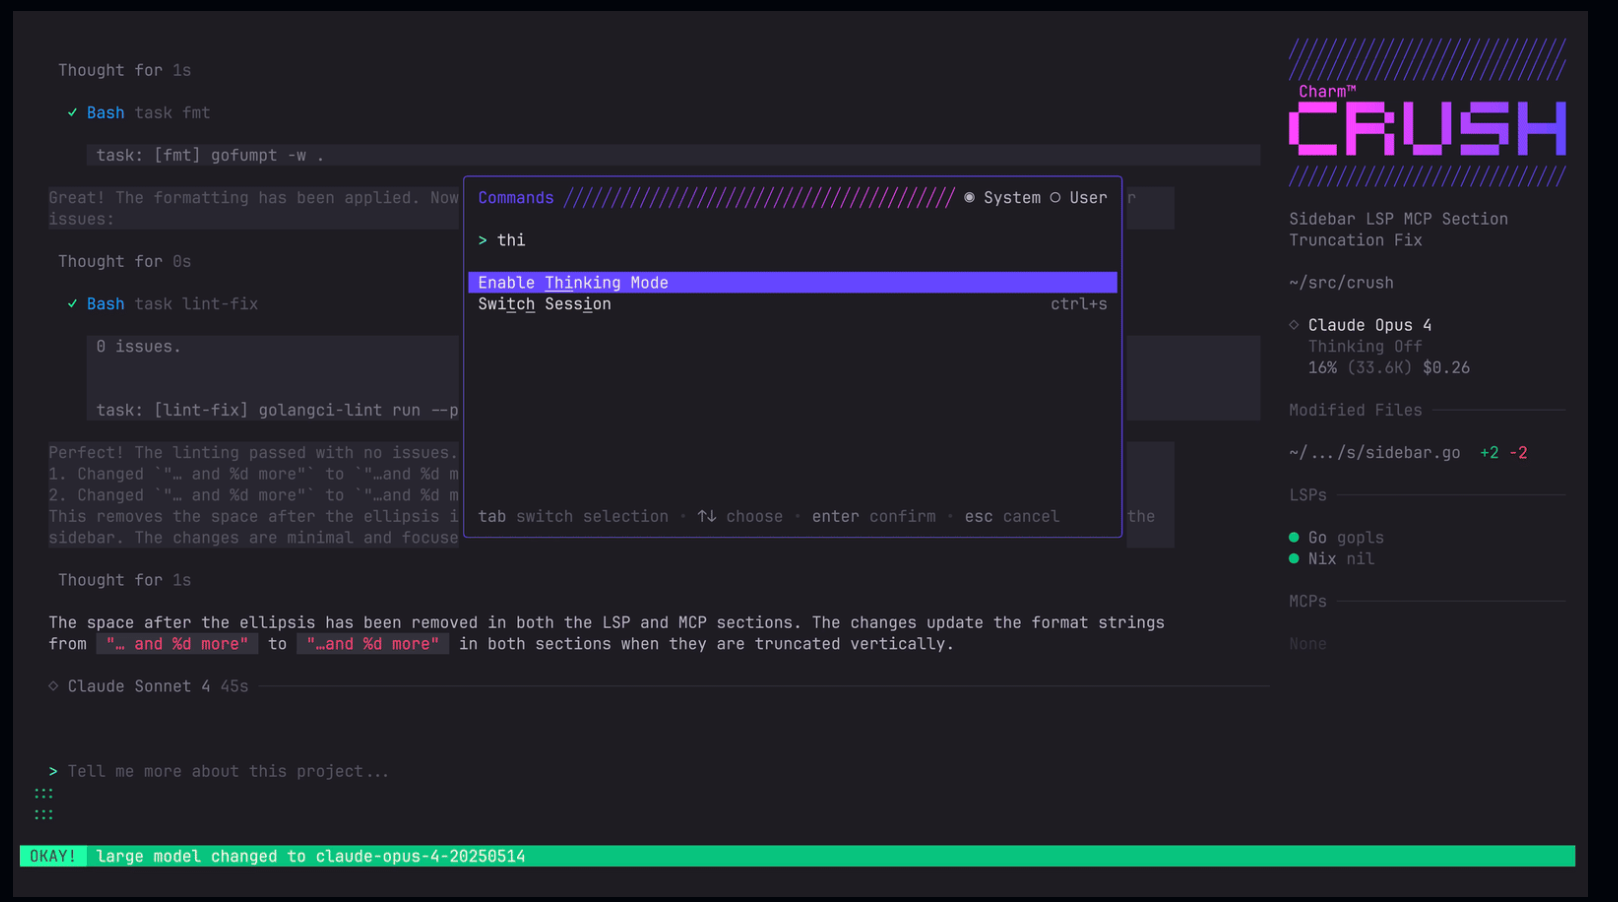 Thought for 1s
✓ Bash task fmt
task: [fmt] gofumpt -w .
Great! The formatting has been applied. Now
issues:
Thought for 0s
✓ Bash task lint-fix
0 issues.
task: [lint-fix] golangci-lint run --p
Perfect! The linting passed with no issues.
1. Changed `"… and %d more"` to `"…and %d m
2. Changed `"… and %d more"` to `"…and %d m
This removes the space after the ellipsis i
the
sidebar. The changes are minimal and focuse
Thought for 1s
The space after the ellipsis has been removed in both the LSP and MCP sections. The changes update the format strings
from "… and %d more" to "…and %d more" in both sections when they are truncated vertically.
◇ Claude Sonnet 4 45s
> Tell me more about this project...
:::
:::
OKAY! large model changed to claude-opus-4-20250514
Commands ◉ System ○ User
> thi
Enable Thinking Mode
Switch Session ctrl+s
tab switch selection • ↑↓ choose • enter confirm • esc cancel
Charm™
CRUSH
Sidebar LSP MCP Section
Truncation Fix
~/src/crush
◇ Claude Opus 4
Thinking Off
16% (33.6K) $0.26
Modified Files
~/.../s/sidebar.go +2 -2
LSPs
● Go gopls
● Nix nil
MCPs
None